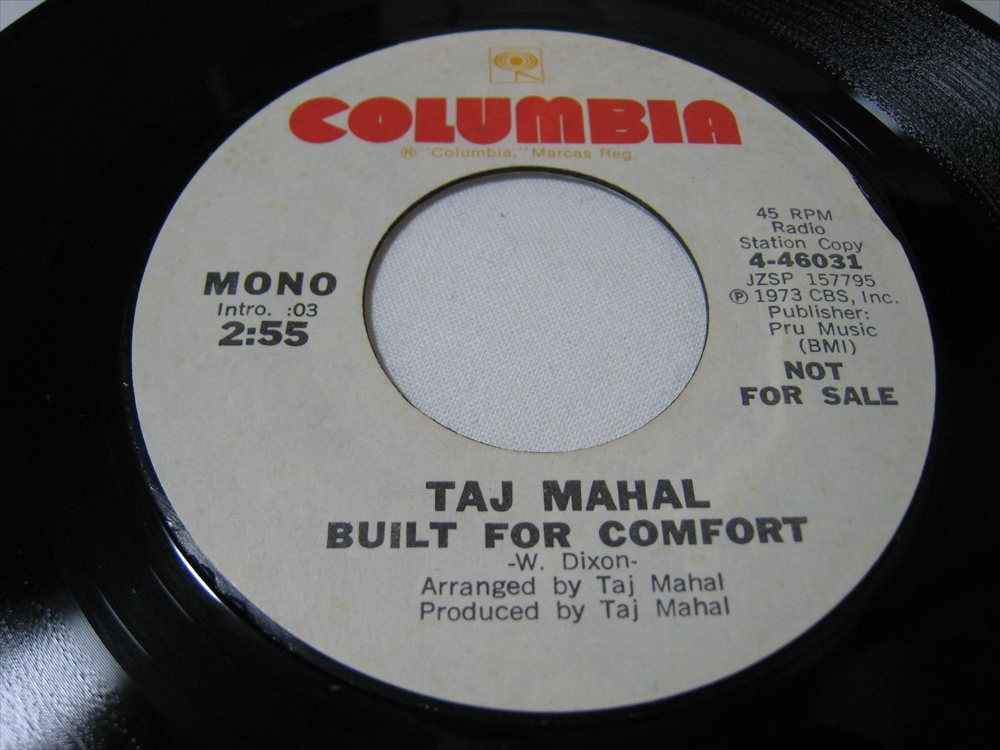 COLUMBIA
® "Columbia," Marcas Reg.
MONO
Intro. :03
2:55
45 RPM
Radio
Station Copy
4-46031
JZSP 157795
℗ 1973 CBS, Inc.
Publisher:
Pru Music
(BMI)
NOT
FOR SALE
TAJ MAHAL
BUILT FOR COMFORT
-W. Dixon-
Arranged by Taj Mahal
Produced by Taj Mahal